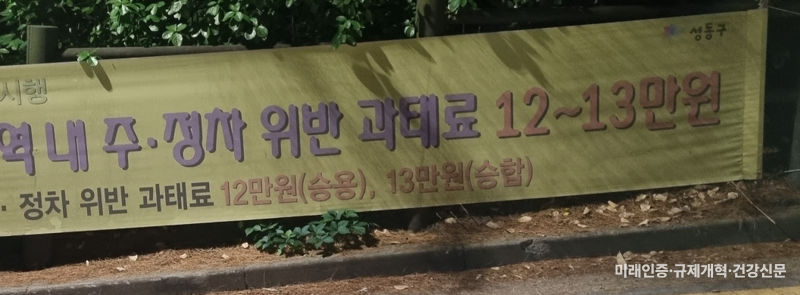 성동구
시행
역 내 주·정차 위반 과태료 12~13만원
· 정차 위반 과태료 12만원(승용), 13만원(승합)
미래인증·규제개혁·건강신문